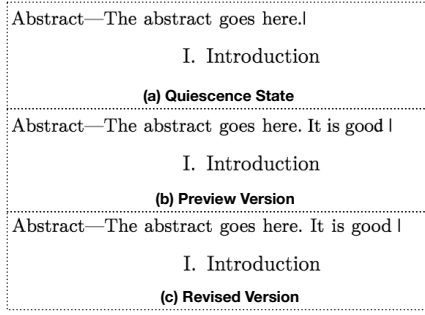 Abstract—The abstract goes here.|
I. Introduction
(a) Quiescence State
Abstract—The abstract goes here. It is good |
I. Introduction
(b) Preview Version
Abstract—The abstract goes here. It is good |
I. Introduction
(c) Revised Version